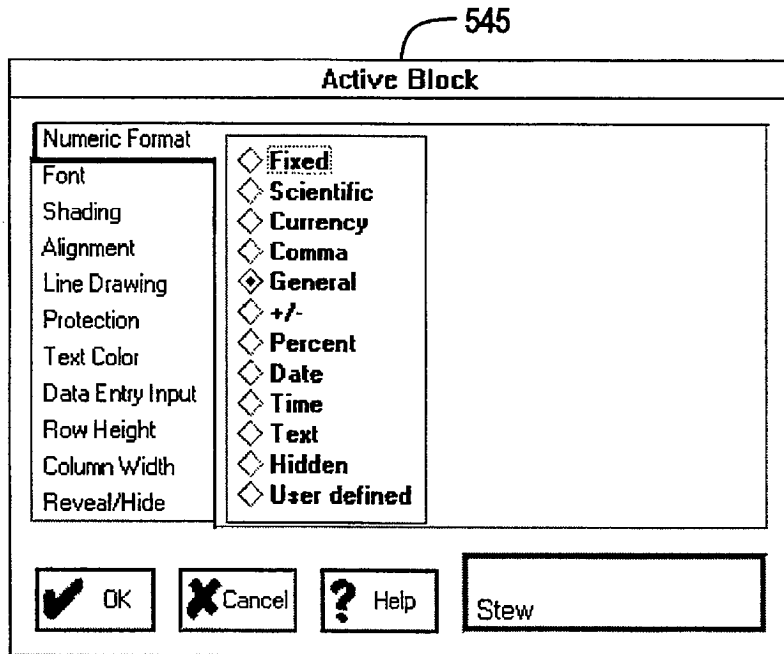 545
Active Block
Numeric Format
Font
Shading
Alignment
Line Drawing
Protection
Text Color
Data Entry Input
Row Height
Column Width
Reveal/Hide
Fixed
Scientific
Currency
Comma
General
+/-
Percent
Date
Time
Text
Hidden
User defined
OK
Cancel
? Help
Stew